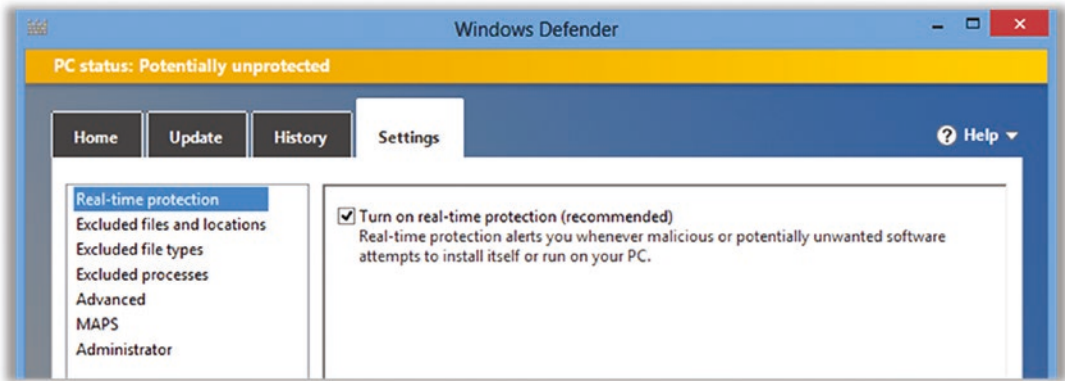 Windows Defender
PC status: Potentially unprotected
Home
Update
History
Settings
Help
Real-time protection
Excluded files and locations
Excluded file types
Excluded processes
Advanced
MAPS
Administrator
Turn on real-time protection (recommended)
Real-time protection alerts you whenever malicious or potentially unwanted software
attempts to install itself or run on your PC.